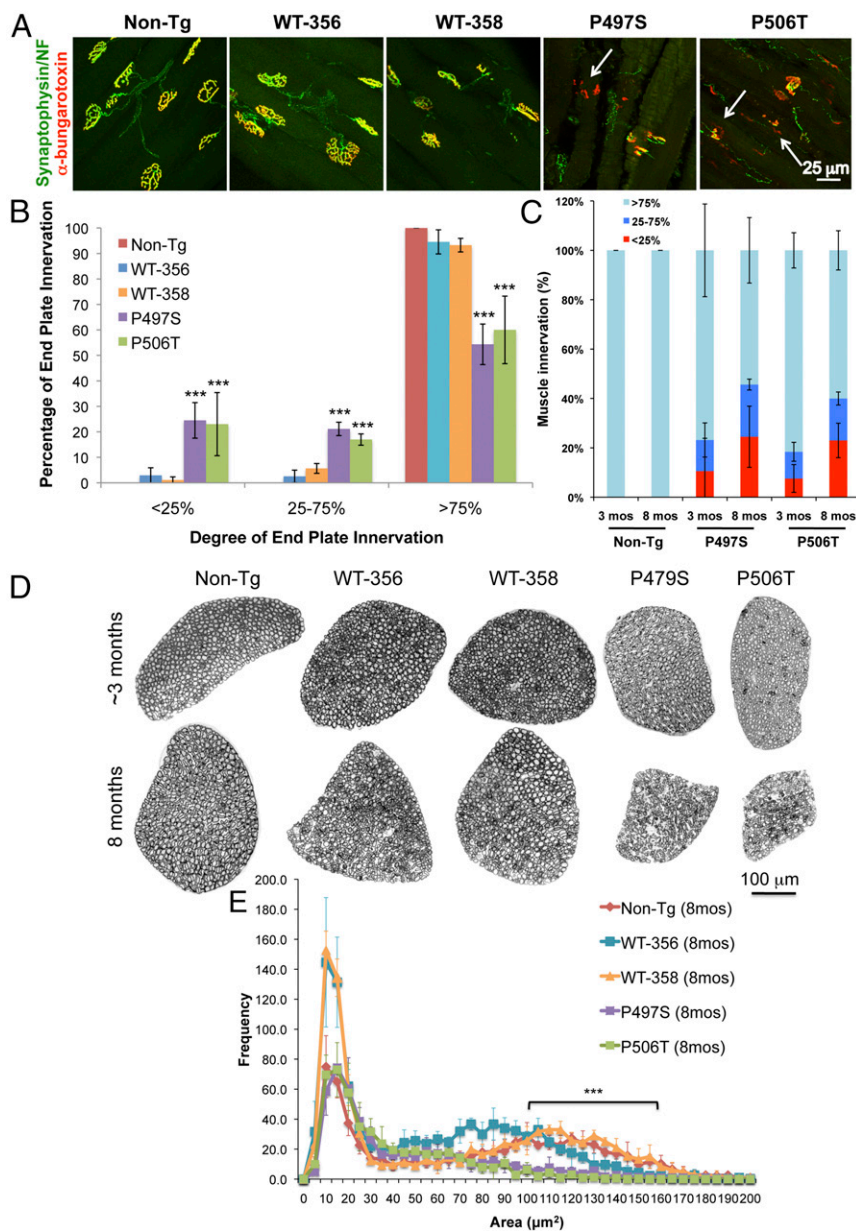 A
Non-Tg WT-356 WT-358 P497S P506T
Synaptophysin/NF
α-bungarotoxin
25 μm
B
Percentage of End Plate Innervation
100
90
80
70
60
50
40
30
20
10
0
Non-Tg
WT-356
WT-358
P497S
P506T
*** ***
*** ***
*** ***
<25% 25-75% >75%
Degree of End Plate Innervation
C
>75%
25-75%
<25%
Muscle innervation (%)
120%
100%
80%
60%
40%
20%
0%
3 mos 8 mos 3 mos 8 mos 3 mos 8 mos
Non-Tg P497S P506T
D
Non-Tg WT-356 WT-358 P479S P506T
~3 months
8 months
100 μm
E
Frequency
200.0
180.0
160.0
140.0
120.0
100.0
80.0
60.0
40.0
20.0
0.0
Non-Tg (8mos)
WT-356 (8mos)
WT-358 (8mos)
P497S (8mos)
P506T (8mos)
***
0 10 20 30 40 50 60 70 80 90 100 110 120 130 140 150 160 170 180 190 200
Area (μm²)